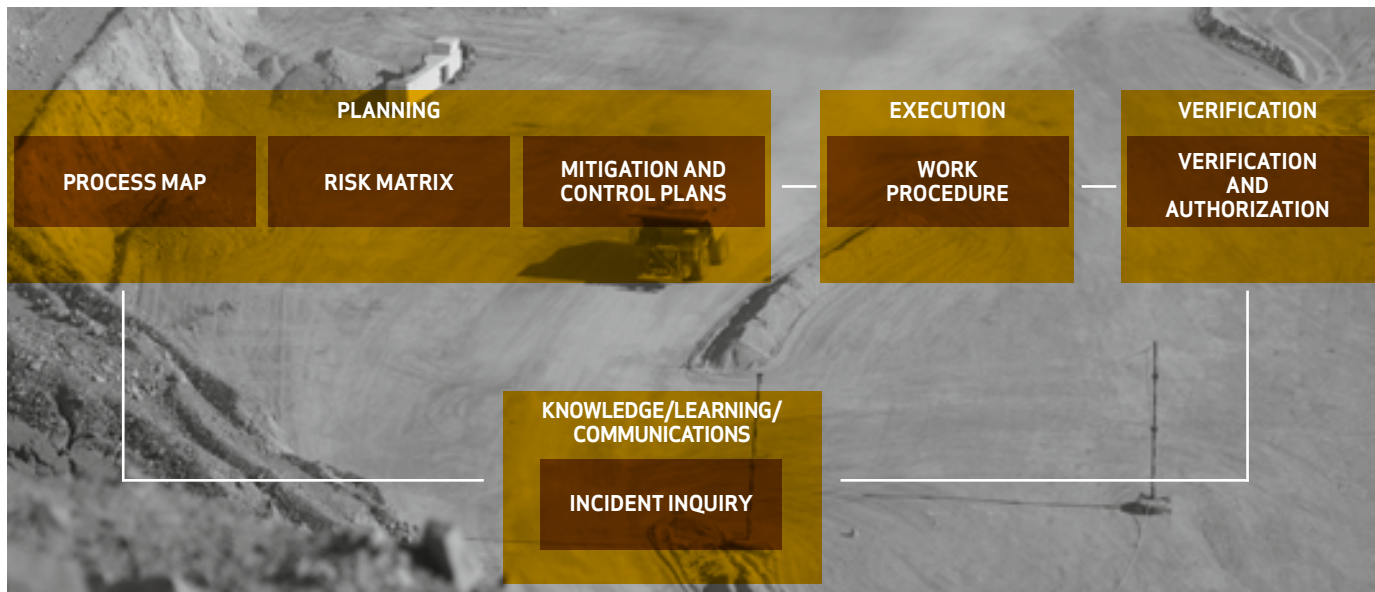 PLANNING
PROCESS MAP
RISK MATRIX
MITIGATION AND
CONTROL PLANS
EXECUTION
WORK
PROCEDURE
VERIFICATION
VERIFICATION
AND
AUTHORIZATION
KNOWLEDGE/LEARNING/
COMMUNICATIONS
INCIDENT INQUIRY